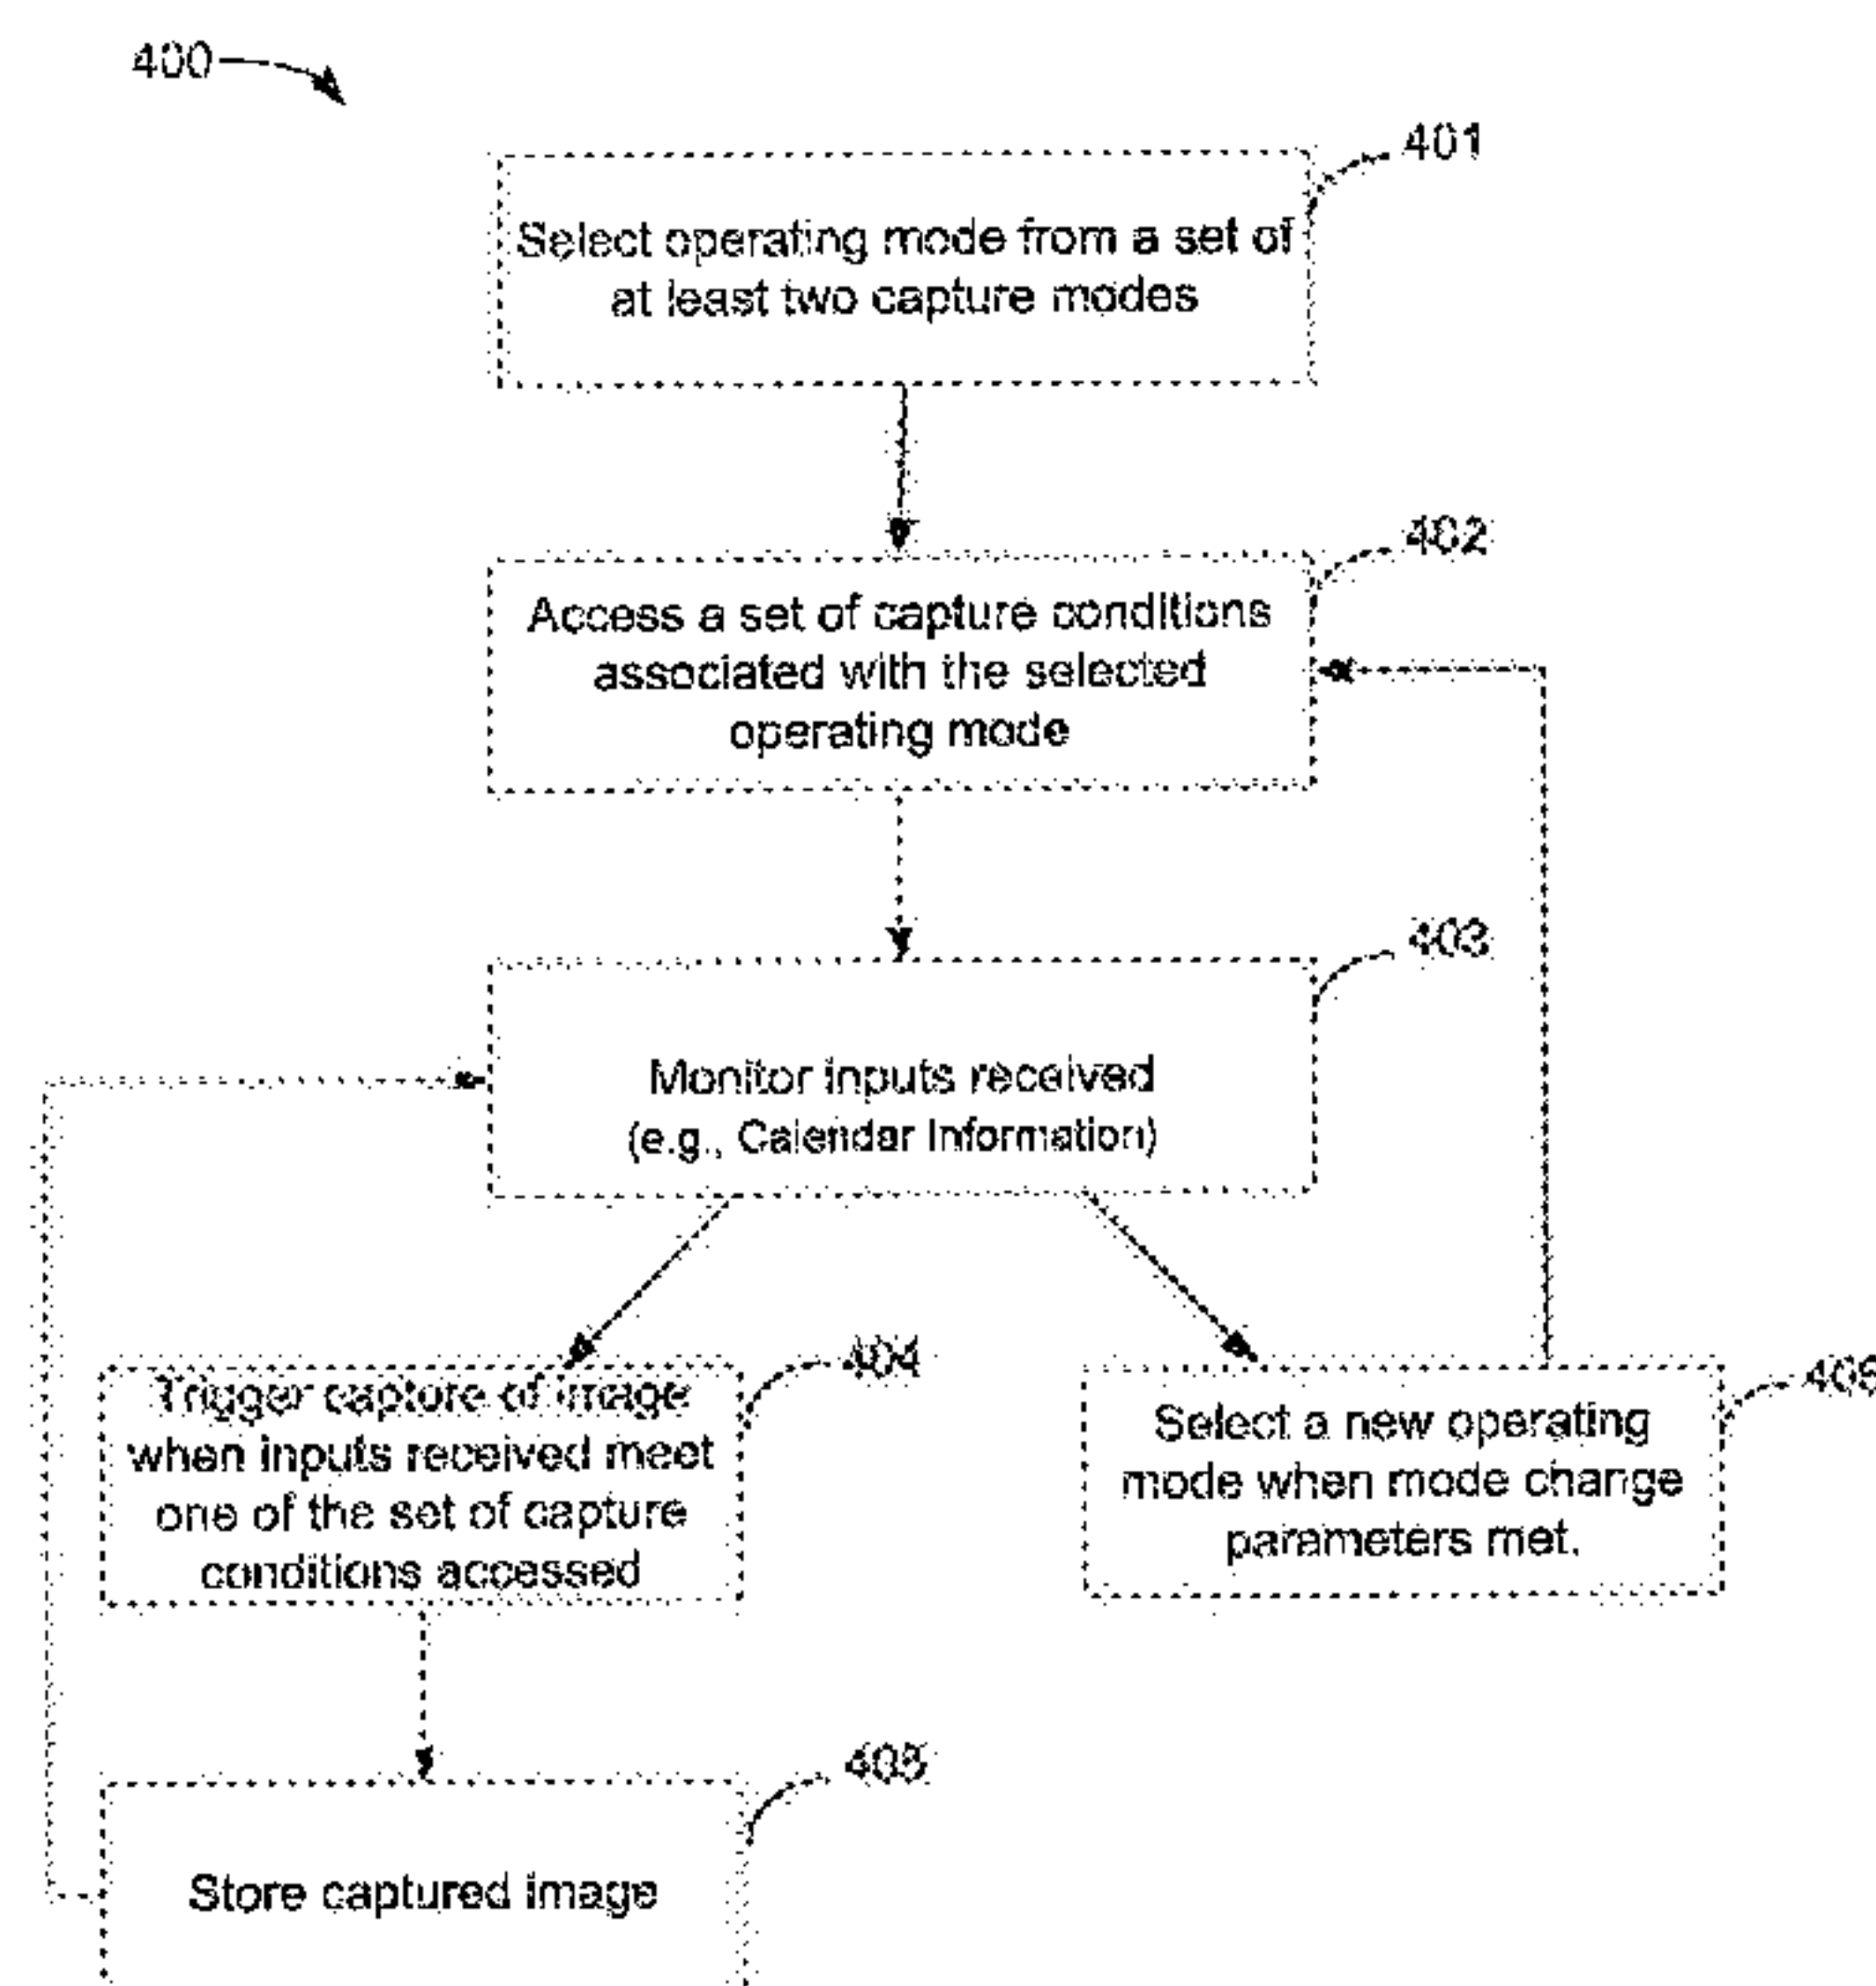 400
401
Select operating mode from a set of
at least two capture modes
402
Access a set of capture conditions
associated with the selected
operating mode
403
Monitor inputs received
(e.g., Calendar Information)
404
Trigger capture of image
when inputs received meet
one of the set of capture
conditions accessed
Select a new operating
mode when mode change
parameters met.
405
Store captured image